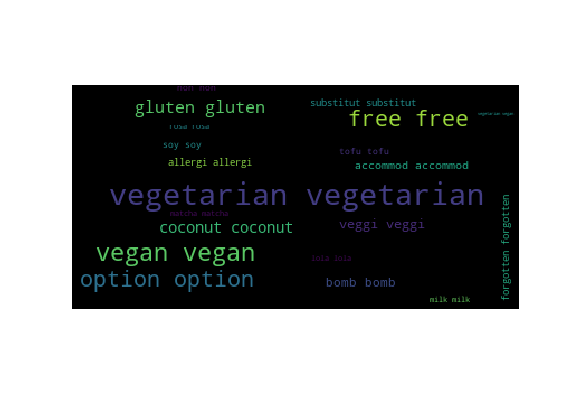 gluten gluten
substitut substitut
free free
vegetarian vegan
rosa rosa
soy soy
tofu tofu
allergi allergi
accommod accommod
vegetarian vegetarian
matcha matcha
coconut coconut
veggi veggi
vegan vegan
lola lola
option option
bomb bomb
milk milk
forgotten forgotten